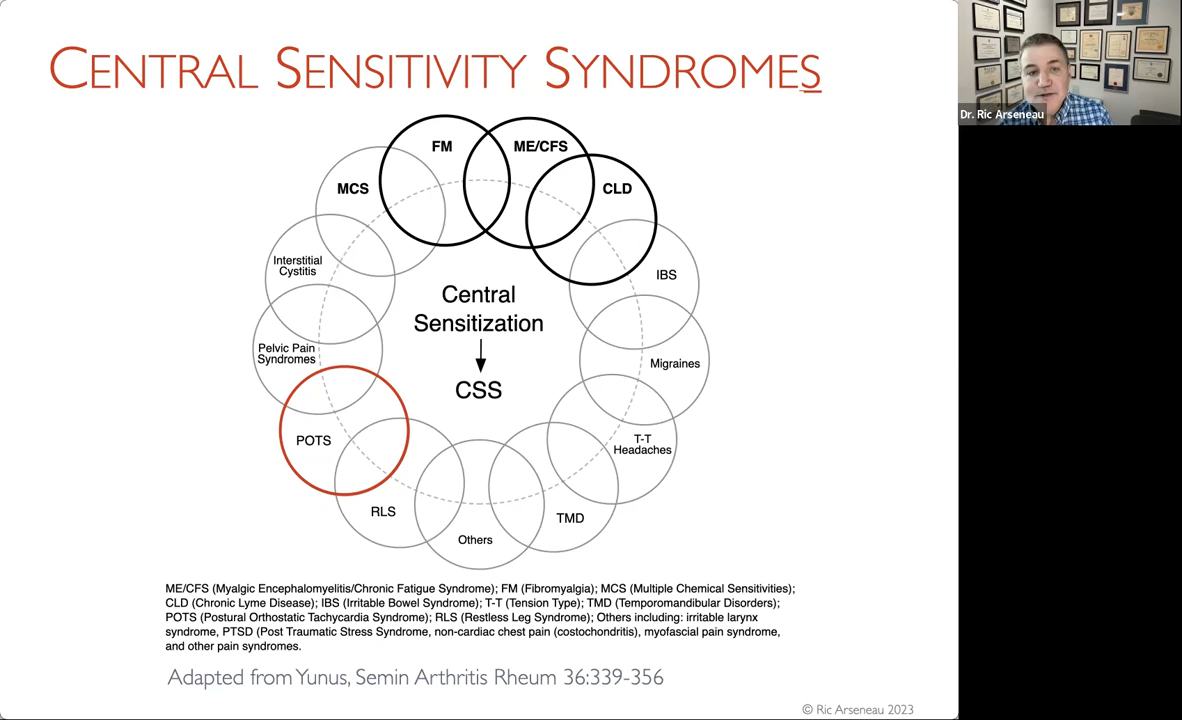 CENTRAL SENSITIVITY SYNDROMES
Dr. Ric Arseneau
FM
ME/CFS
MCS
CLD
Interstitial
Cystitis
IBS
Central
Sensitization
Pelvic Pain
Syndromes
Migraines
CSS
POTS
T-T
Headaches
RLS
TMD
Others
ME/CFS (Myalgic Encephalomyelitis/Chronic Fatigue Syndrome); FM (Fibromyalgia); MCS (Multiple Chemical Sensitivities);
CLD (Chronic Lyme Disease); IBS (Irritable Bowel Syndrome); T-T (Tension Type); TMD (Temporomandibular Disorders);
POTS (Postural Orthostatic Tachycardia Syndrome); RLS (Restless Leg Syndrome); Others including: irritable larynx
syndrome, PTSD (Post Traumatic Stress Syndrome, non-cardiac chest pain (costochondritis), myofascial pain syndrome,
and other pain syndromes.
Adapted from Yunus, Semin Arthritis Rheum 36:339-356
© Ric Arseneau 2023